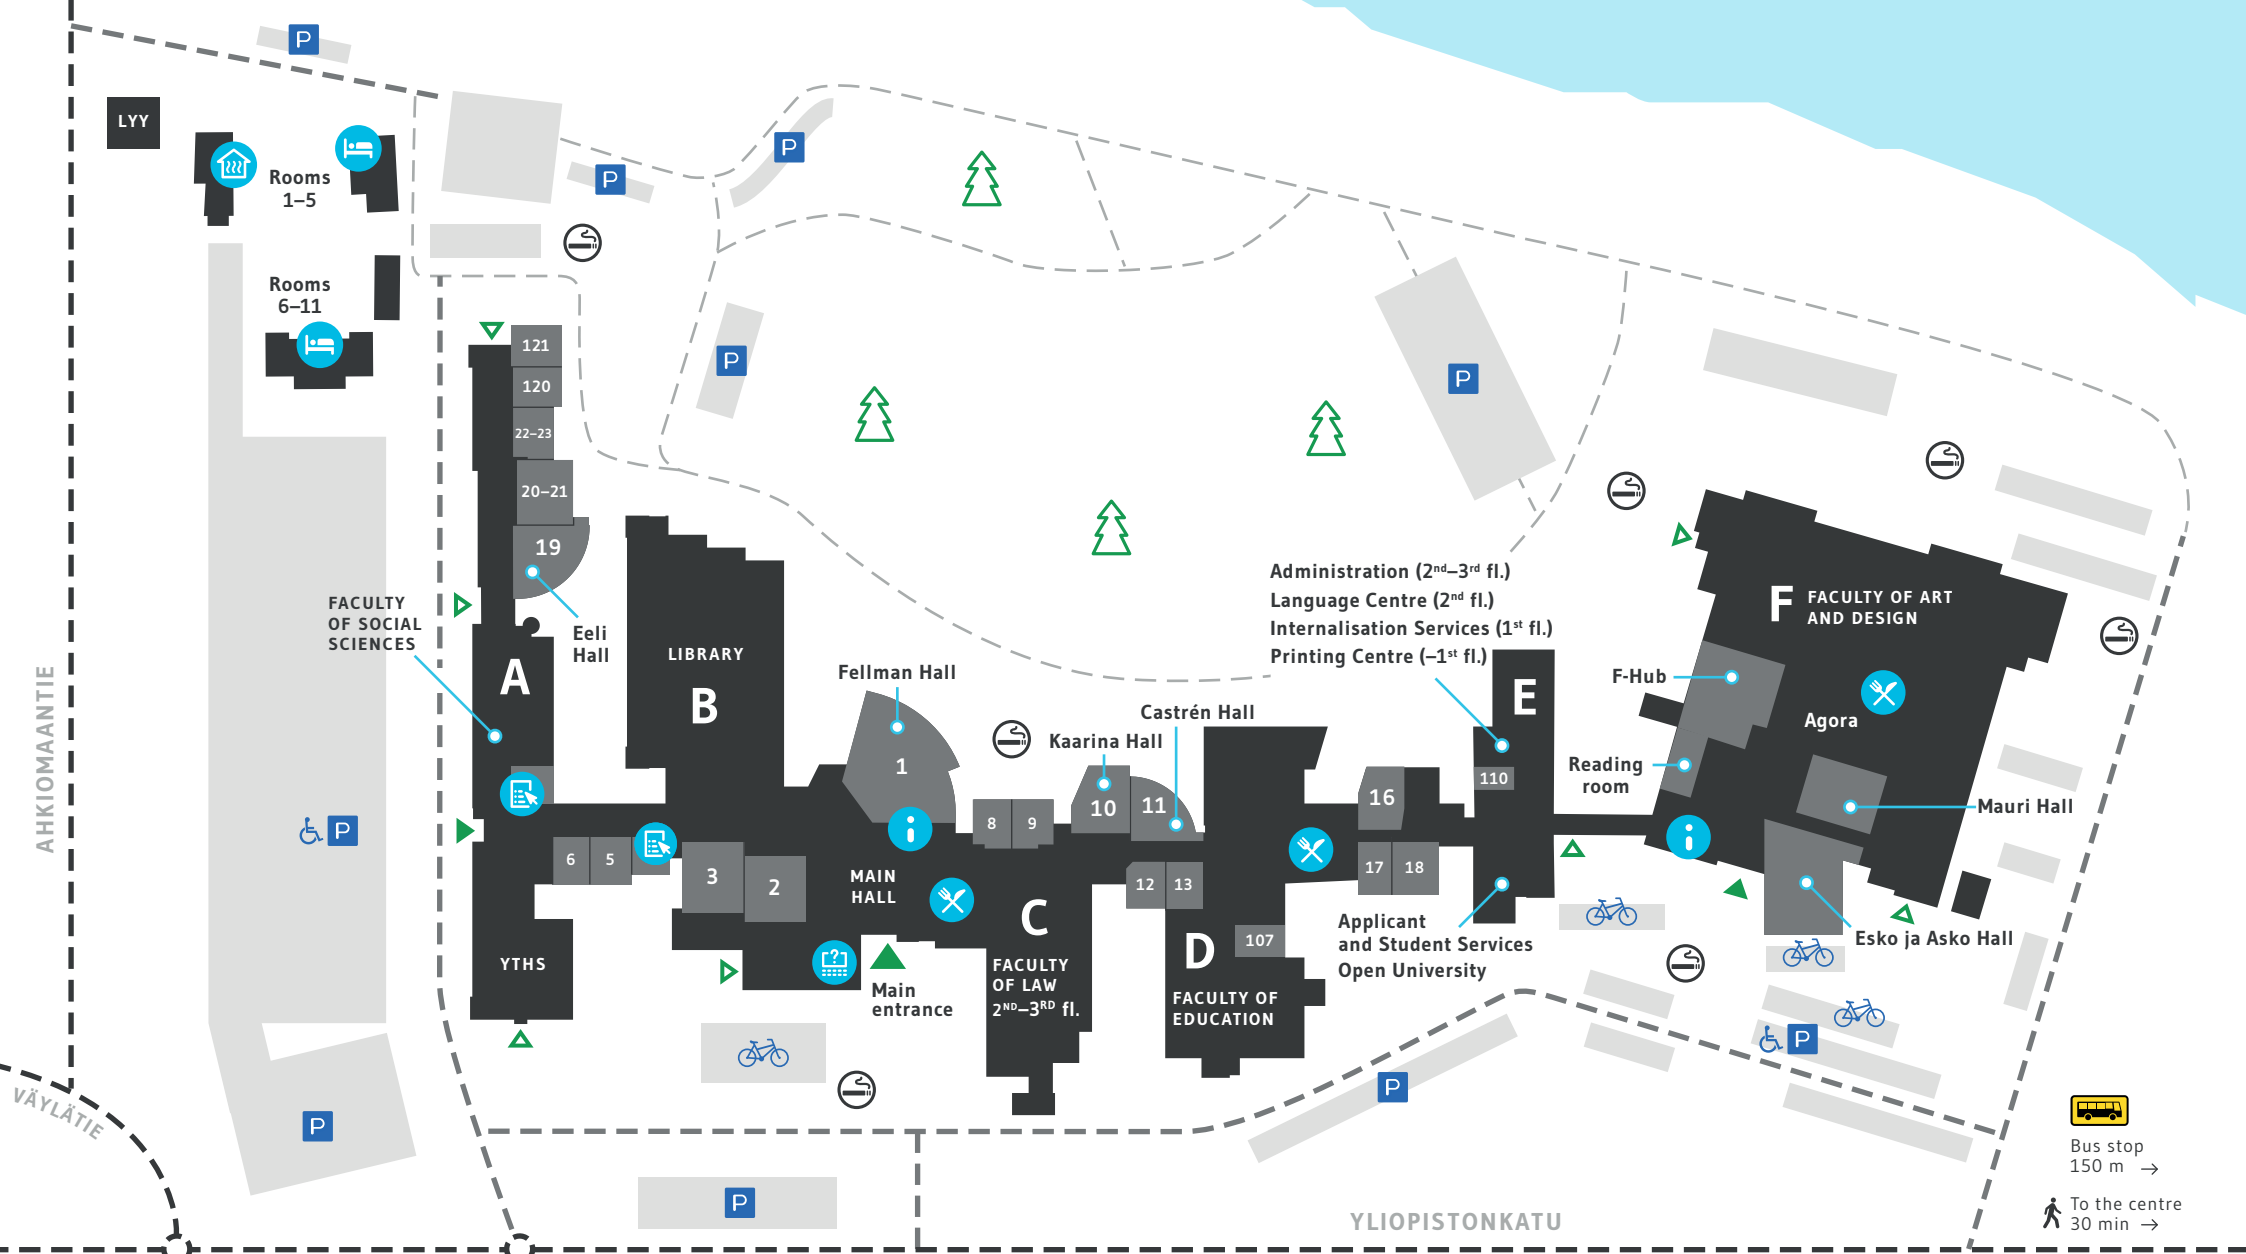 P
LYY
Rooms
1–5
P
P
Rooms
6–11
121
120
22–23
20–21
19
P
P
FACULTY
OF SOCIAL
SCIENCES
Eeli
Hall
A
LIBRARY
B
Fellman Hall
1
Kaarina Hall
Castrén Hall
10
11
8
9
Administration (2nd–3rd fl.)
Language Centre (2nd fl.)
Internalisation Services (1st fl.)
Printing Centre (–1st fl.)
E
110
16
17
18
F
FACULTY OF ART
AND DESIGN
F-Hub
Agora
Reading
room
Mauri Hall
Esko ja Asko Hall
AHKIOMAANTIE
P
6
5
3
2
MAIN
HALL
C
12
13
D
107
Applicant
and Student Services
Open University
YTHS
Main
entrance
FACULTY
OF LAW
2ND–3RD fl.
FACULTY OF
EDUCATION
P
P
VÄYLÄTIE
P
P
Bus stop
150 m →
To the centre
30 min →
YLIOPISTONKATU